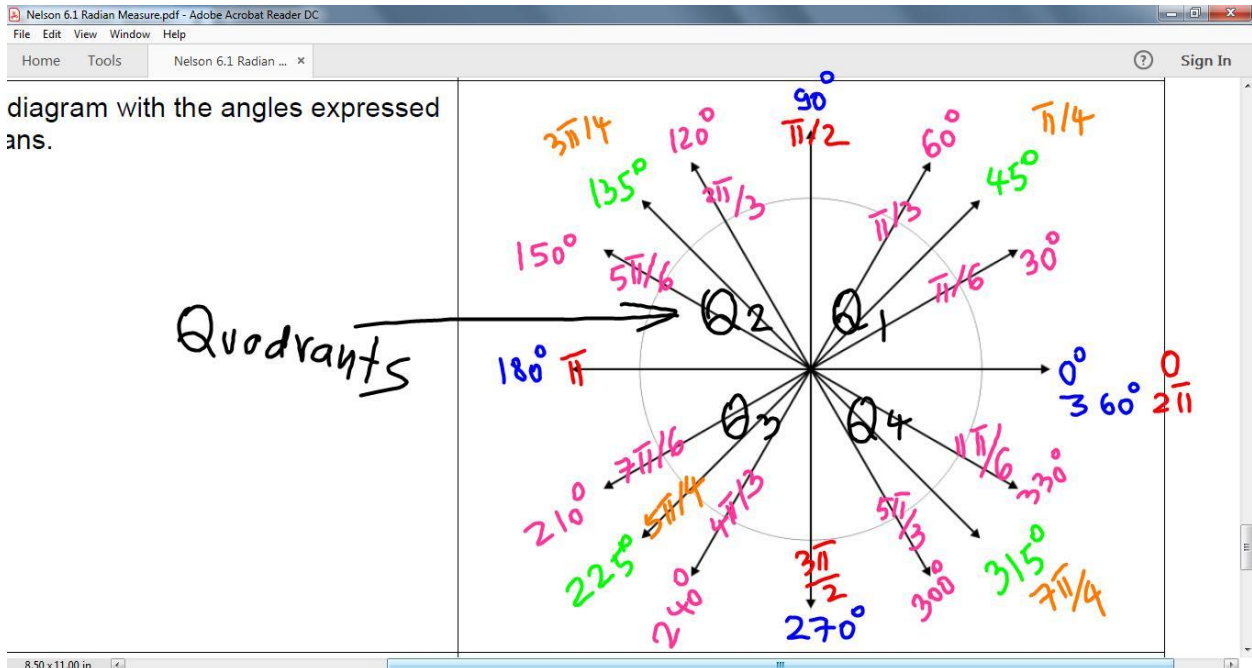 Nelson 6.1 Radian Measure.pdf - Adobe Acrobat Reader DC
File Edit View Window Help
Home Tools Nelson 6.1 Radian ... × ? Sign In
diagram with the angles expressed
ans.
90°
π/2
120°
2π/3
60°
π/3
3π/4
135°
π/4
45°
150°
5π/6
30°
π/6
Quadrants
Q2
Q1
180° π
0° 0
360° 2π
Q3
Q4
7π/6
210°
11π/6
330°
5π/4
225°
4π/3
240°
3π/2
270°
5π/3
300°
315°
7π/4
8.50 x 11.00 in